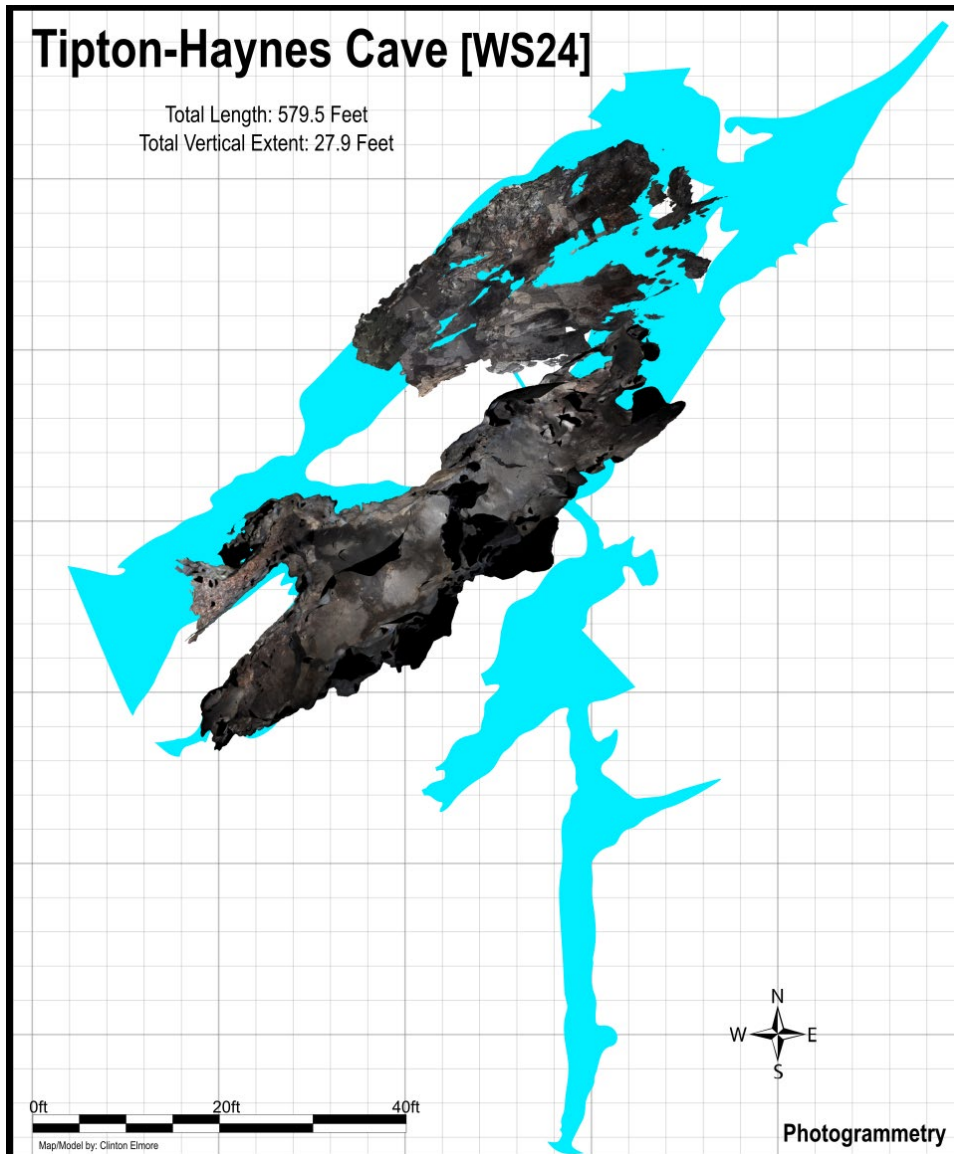 Tipton-Haynes Cave [WS24]
Total Length: 579.5 Feet
Total Vertical Extent: 27.9 Feet
N
W E
S
0ft 20ft 40ft
Map/Model by: Clinton Elmore
Photogrammetry